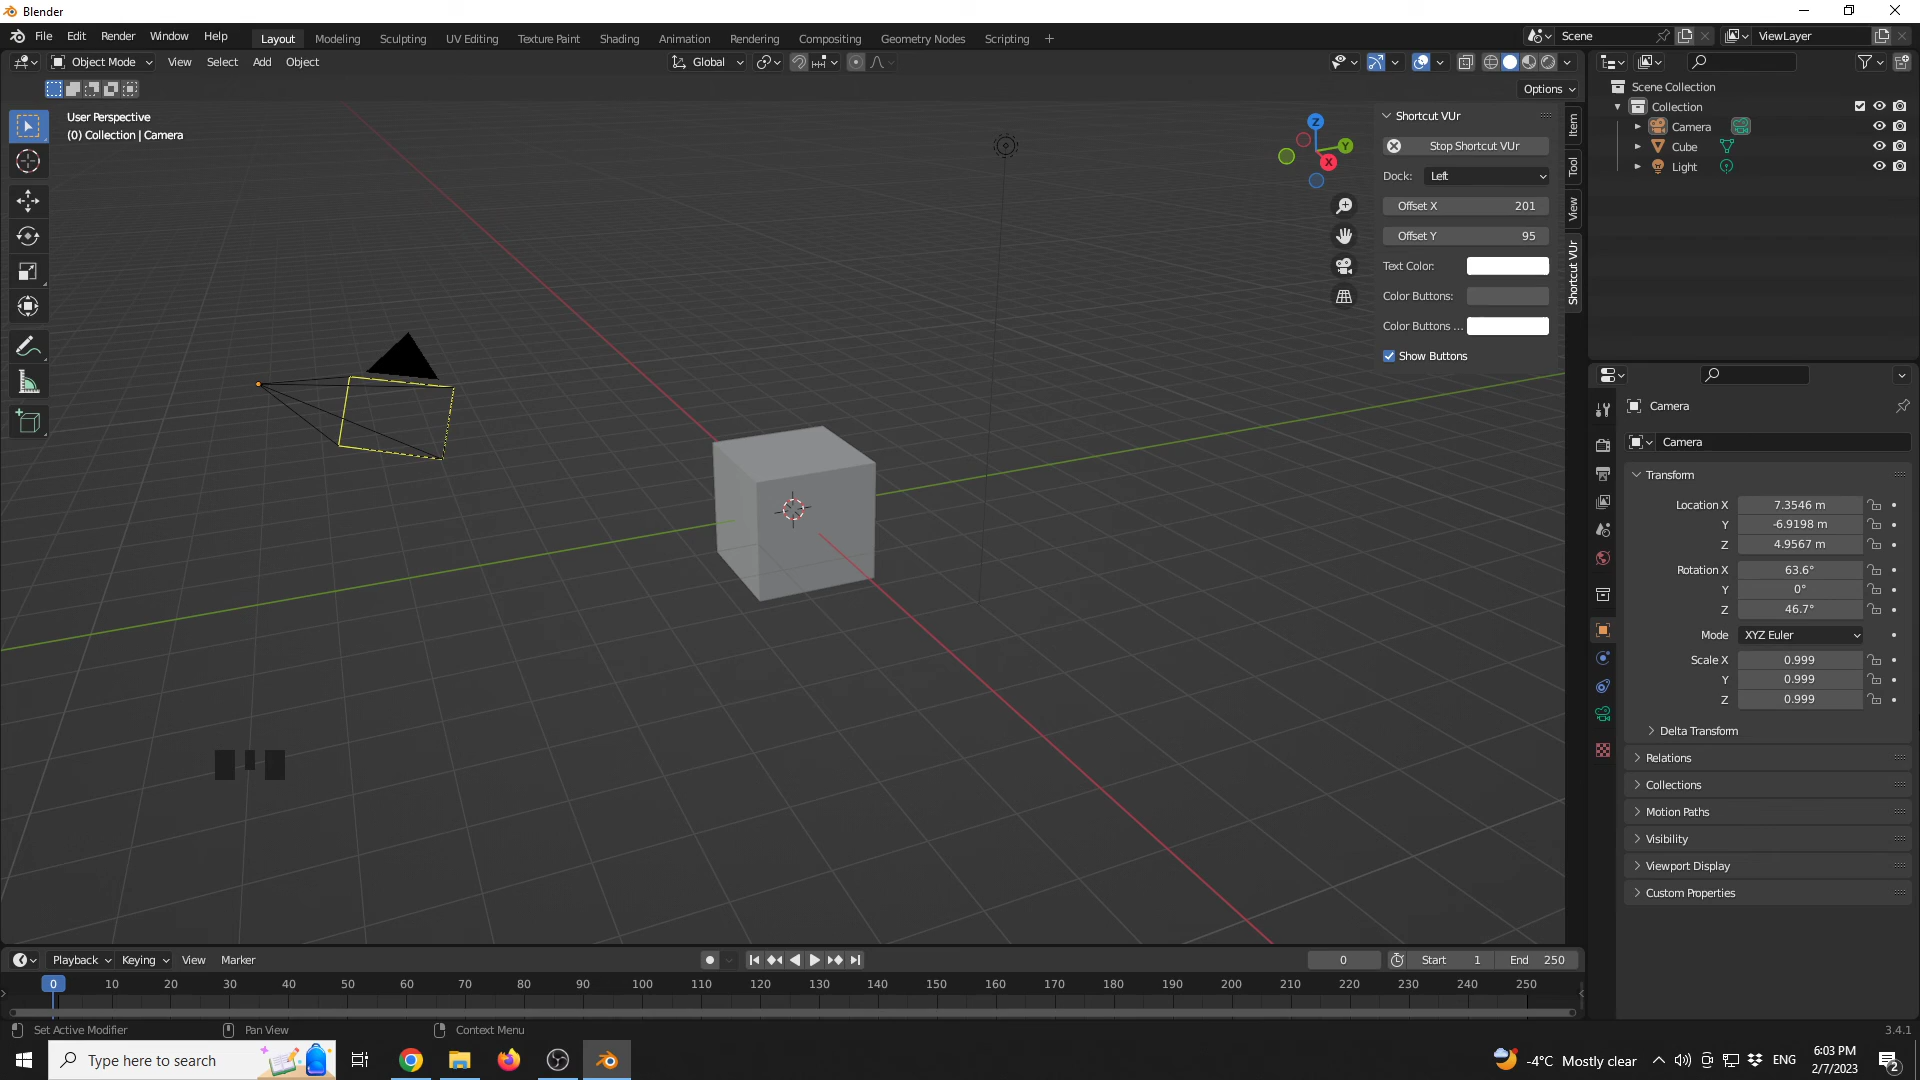 Blender
File Edit Render Window Help
Layout Modeling Sculpting UV Editing Texture Paint Shading Animation Rendering Compositing Geometry Nodes Scripting +
Scene
ViewLayer
Object Mode View Select Add Object
Global
Options
User Perspective
(0) Collection | Camera
Z
Y
X
Shortcut VUr
Stop Shortcut VUr
Dock: Left
Offset X 201
Offset Y 95
Text Color:
Color Buttons:
Color Buttons ...
Show Buttons
Item
Tool
View
Shortcut VUr
Scene Collection
Collection
Camera
Cube
Light
Camera
Camera
Transform
Location X 7.3546 m
Y -6.9198 m
Z 4.9567 m
Rotation X 63.6°
Y 0°
Z 46.7°
Mode XYZ Euler
Scale X 0.999
Y 0.999
Z 0.999
Delta Transform
Relations
Collections
Motion Paths
Visibility
Viewport Display
Custom Properties
Playback Keying View Marker
0 Start 1 End 250
0 10 20 30 40 50 60 70 80 90 100 110 120 130 140 150 160 170 180 190 200 210 220 230 240 250
Set Active Modifier Pan View Context Menu
3.4.1
Type here to search
-4°C Mostly clear
ENG
6:03 PM
2/7/2023
2